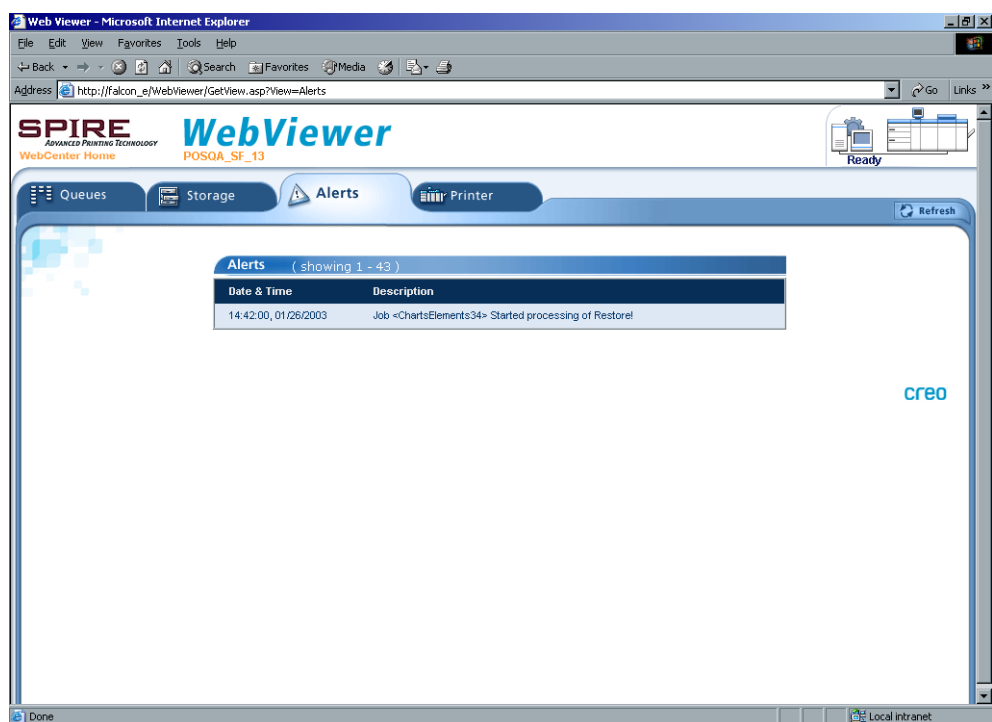 Web Viewer - Microsoft Internet Explorer
File Edit View Favorites Tools Help
Back Search Favorites Media
Address http://falcon_e/WebViewer/GetView.asp?View=Alerts Go Links »
SPIRE
ADVANCED PRINTING TECHNOLOGY
WebCenter Home
WebViewer
POSQA_SF_13
Ready
Queues Storage Alerts Printer
Refresh
Alerts ( showing 1 - 43 )
Date & Time Description
14:42:00, 01/26/2003 Job <ChartsElements34> Started processing of Restore!
creo
Done Local intranet